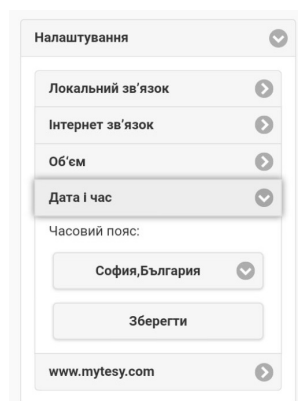 Налаштування
Локальний зв'язок
Інтернет зв'язок
Об'єм
Дата і час
Часовий пояс:
София,България
Зберегти
www.mytesy.com